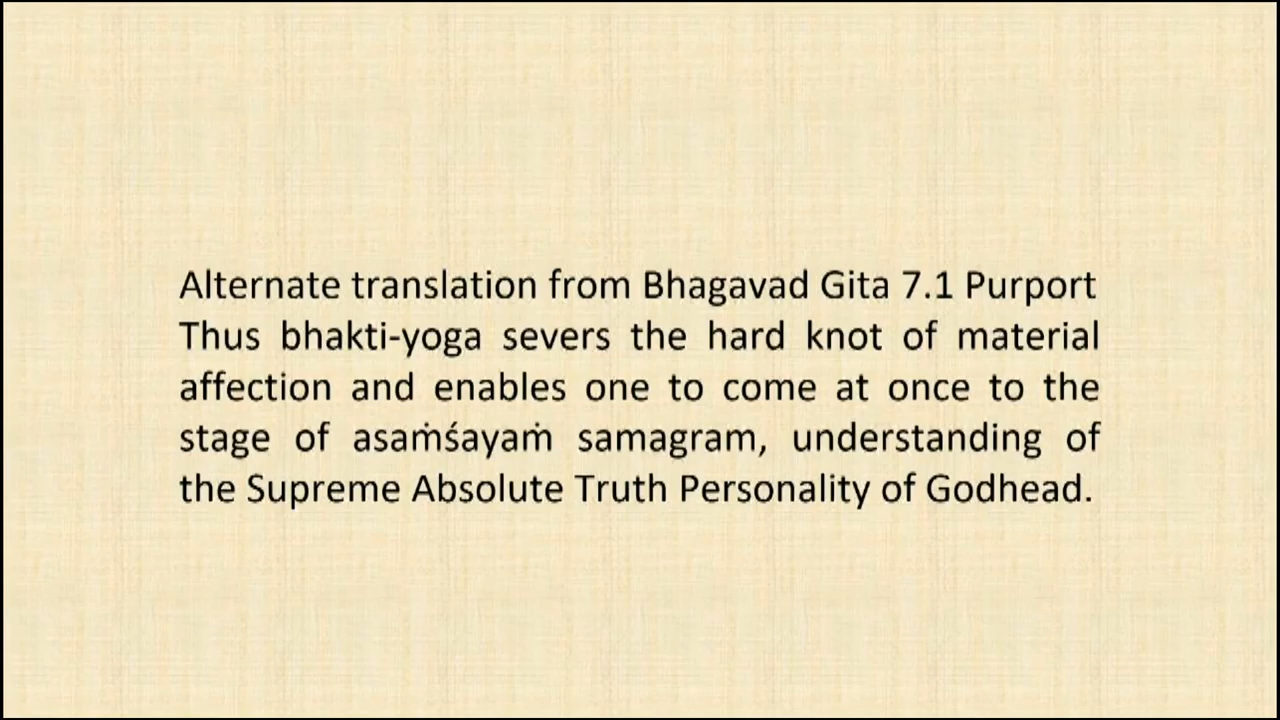 Alternate translation from Bhagavad Gita 7.1 Purport
Thus bhakti-yoga severs the hard knot of material
affection and enables one to come at once to the
stage of asaṁśayaṁ samagram, understanding of
the Supreme Absolute Truth Personality of Godhead.